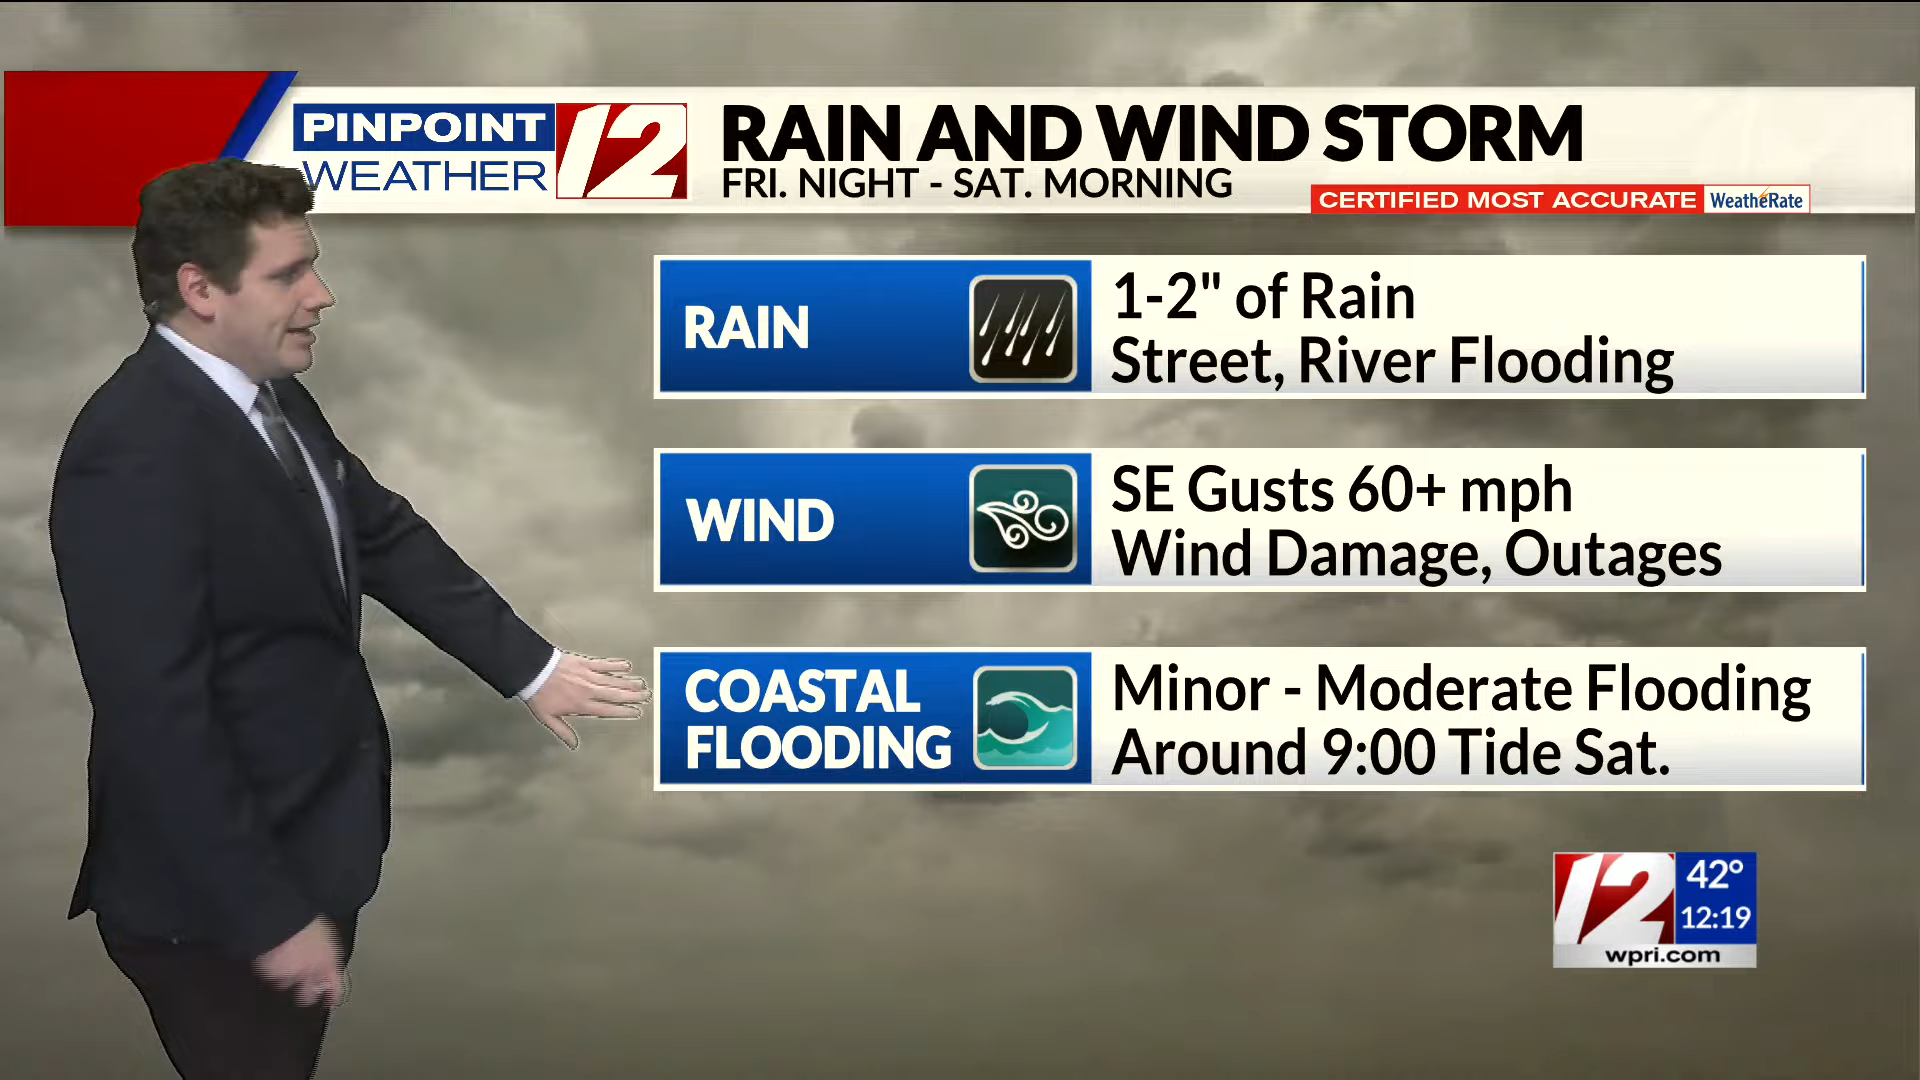 PINPOINT
WEATHER
12
RAIN AND WIND STORM
FRI. NIGHT - SAT. MORNING
CERTIFIED MOST ACCURATE WeatheRate
RAIN
1-2" of Rain
Street, River Flooding
WIND
SE Gusts 60+ mph
Wind Damage, Outages
COASTAL
FLOODING
Minor - Moderate Flooding
Around 9:00 Tide Sat.
12
42°
12:19
wpri.com